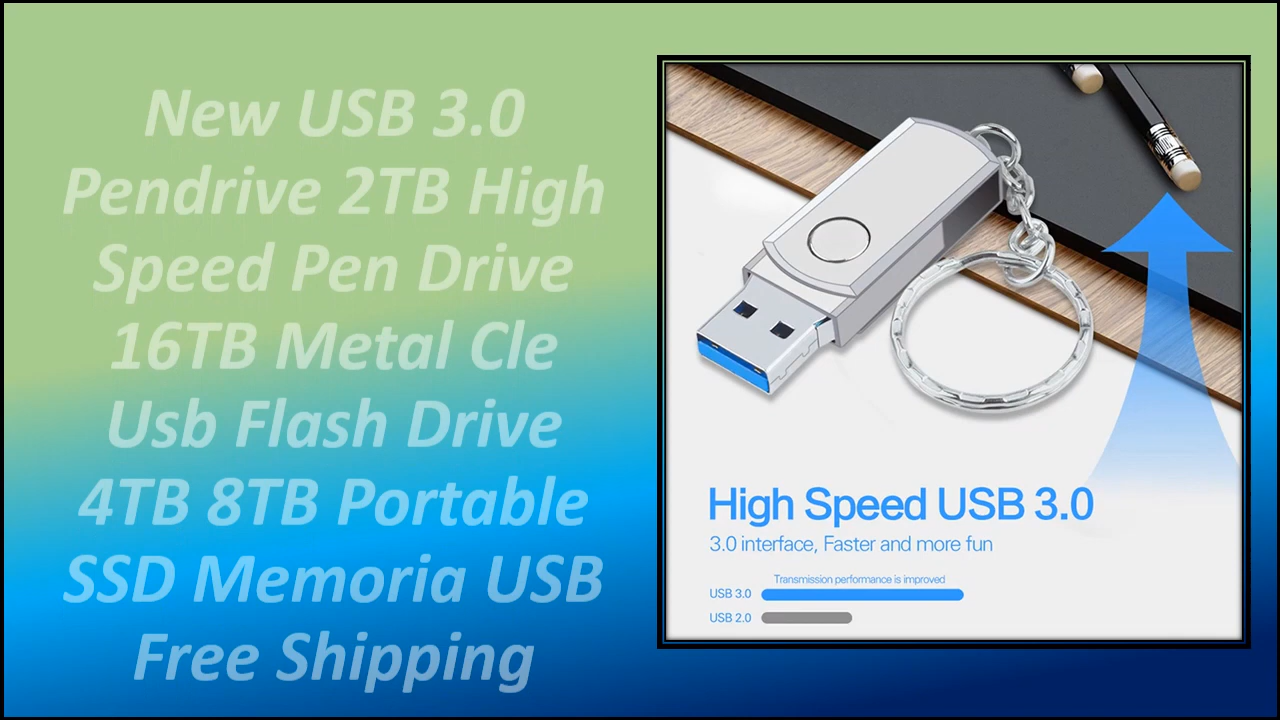 New USB 3.0
Pendrive 2TB High
Speed Pen Drive
16TB Metal Cle
Usb Flash Drive
4TB 8TB Portable
SSD Memoria USB
Free Shipping
High Speed USB 3.0
3.0 interface, Faster and more fun
Transmission performance is improved
USB 3.0
USB 2.0